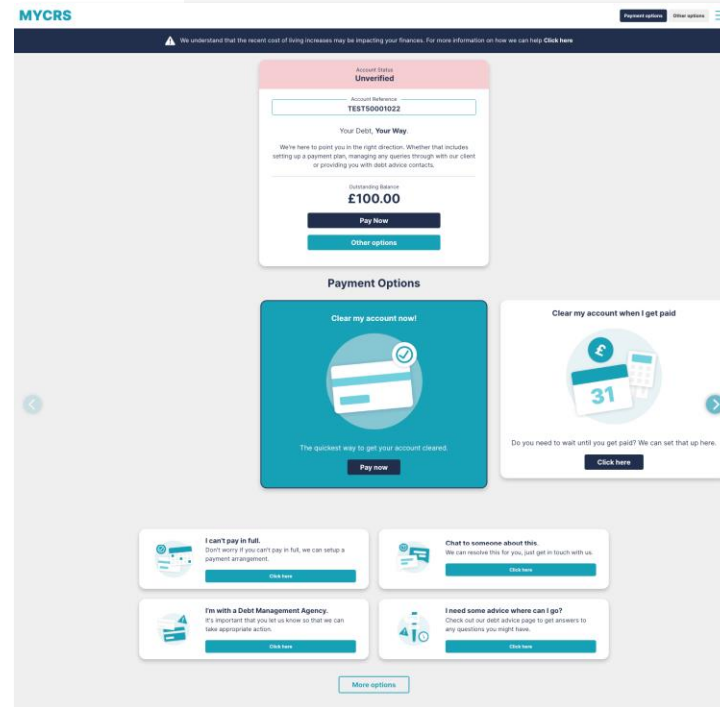 MYCRS
Payment options
Other options
We understand that the recent cost of living increases may be impacting your finances. For more information on how we can help Click here
Account Status
Unverified
Account Reference
TEST50001022
Your Debt, Your Way.
We're here to point you in the right direction. Whether that includes
setting up a payment plan, managing any queries through with our client
or providing you with debt advice contacts.
Outstanding Balance
£100.00
Pay Now
Other options
Payment Options
Clear my account now!
The quickest way to get your account cleared.
Pay now
Clear my account when I get paid
£
31
Do you need to wait until you get paid? We can set that up here.
Click here
I can't pay in full.
Don't worry if you can't pay in full, we can setup a
payment arrangement.
Click here
Chat to someone about this.
We can resolve this for you, just get in touch with us.
Click here
I'm with a Debt Management Agency.
It's important that you let us know so that we can
take appropriate action.
Click here
I need some advice where can I go?
Check out our debt advice page to get answers to
any questions you might have.
Click here
More options